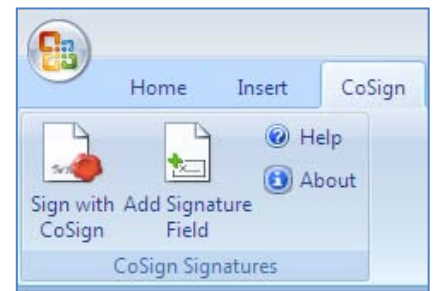 Home Insert CoSign
Help
About
Sign with Add Signature
CoSign Field
CoSign Signatures